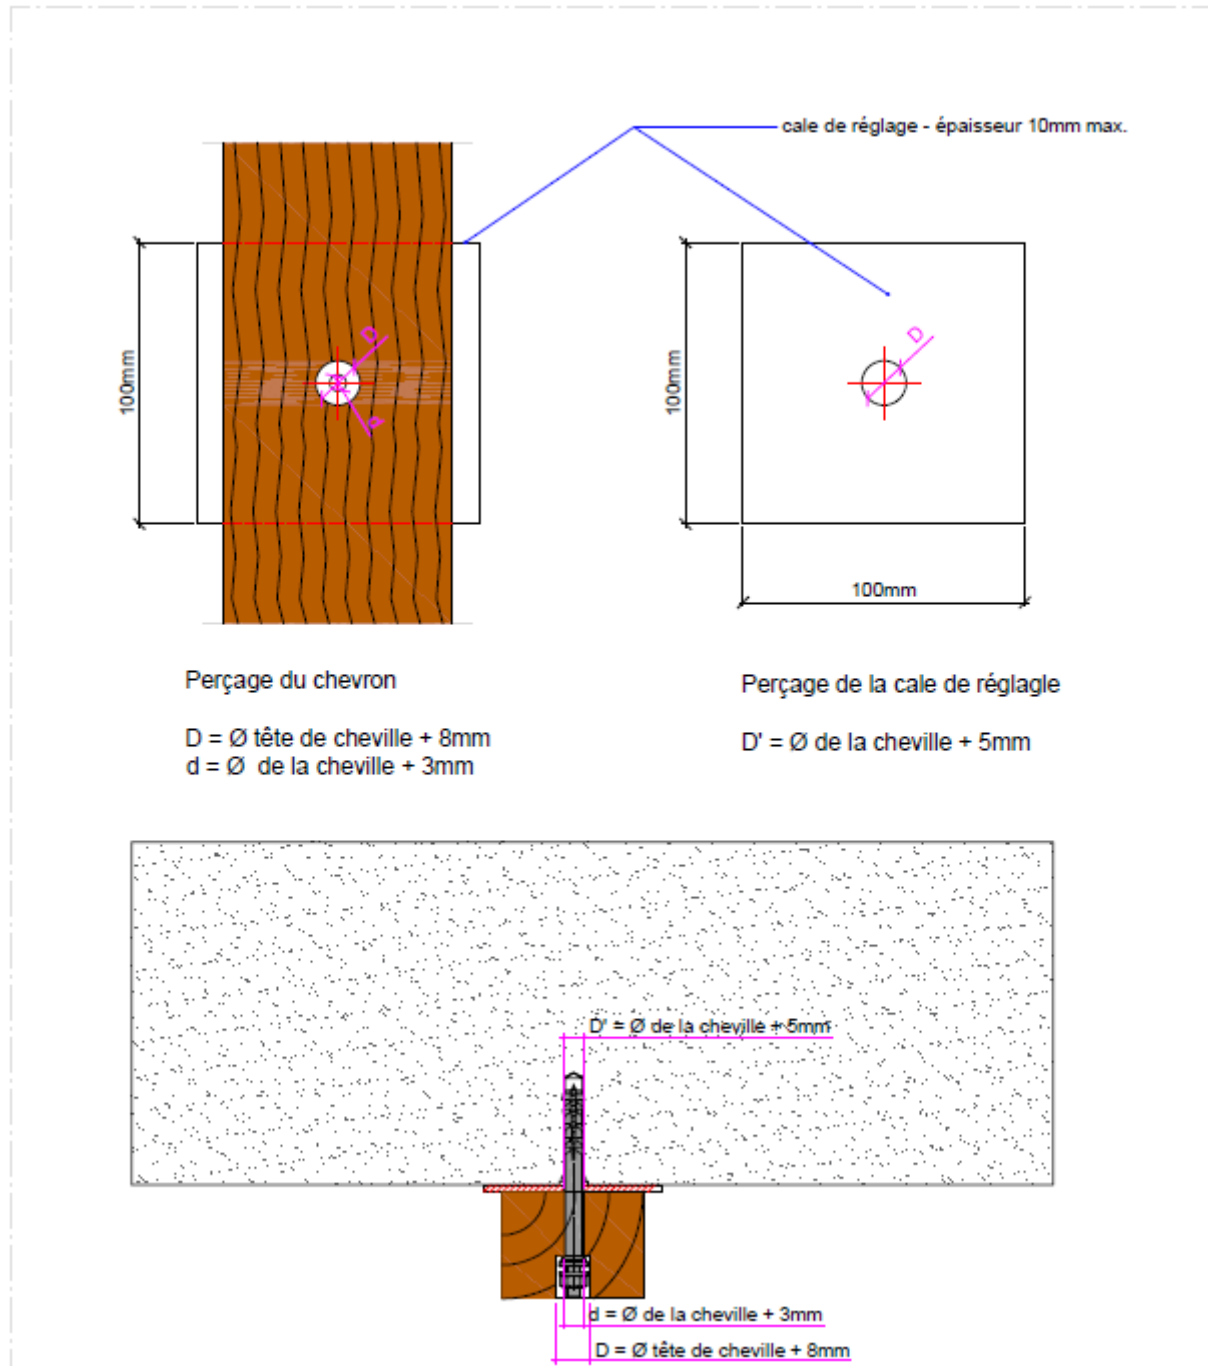 cale de réglage - épaisseur 10mm max.
D
d
100mm
D
100mm
100mm
Perçage du chevron
D = Ø tête de cheville + 8mm
d = Ø de la cheville + 3mm
Perçage de la cale de réglagle
D' = Ø de la cheville + 5mm
D' = Ø de la cheville + 5mm
d = Ø de la cheville + 3mm
D = Ø tête de cheville + 8mm